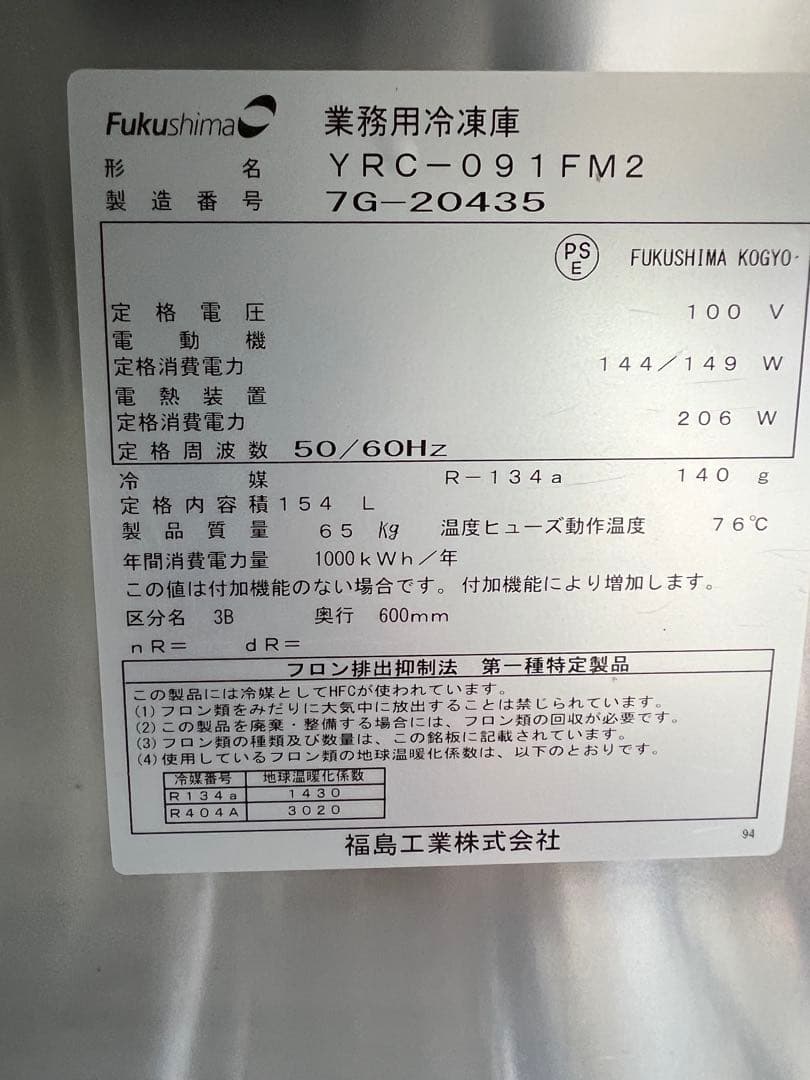 Fukushima 業務用冷凍庫
形名 YRC-091FM2
製造番号 7G-20435
PSE FUKUSHIMA KOGYO
定格電圧 100 V
電動機
定格消費電力 144/149 W
電熱装置
定格消費電力 206 W
定格周波数 50/60Hz
冷媒 R-134a 140 g
定格内容積 154 L
製品質量 65 Kg 温度ヒューズ動作温度 76℃
年間消費電力量 1000kWh/年
この値は付加機能のない場合です。付加機能により増加します。
区分名 3B 奥行 600mm
nR= dR=
フロン排出抑制法 第一種特定製品
この製品には冷媒としてHFCが使われています。
(1)フロン類をみだりに大気中に放出することは禁じられています。
(2)この製品を廃棄・整備する場合には、フロン類の回収が必要です。
(3)フロン類の種類及び数量は、この銘板に記載されています。
(4)使用しているフロン類の地球温暖化係数は、以下のとおりです。
冷媒番号 地球温暖化係数
R134a 1430
R404A 3020
福島工業株式会社 94